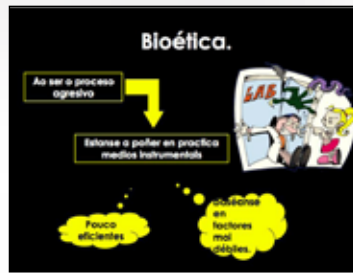 Bioética.
Ao ser o proceso
agresivo
LAB
Estanse a poñer en practica
medios instrumentais
Pouco
eficientes
Baséanse
en
factores
moi
débiles.